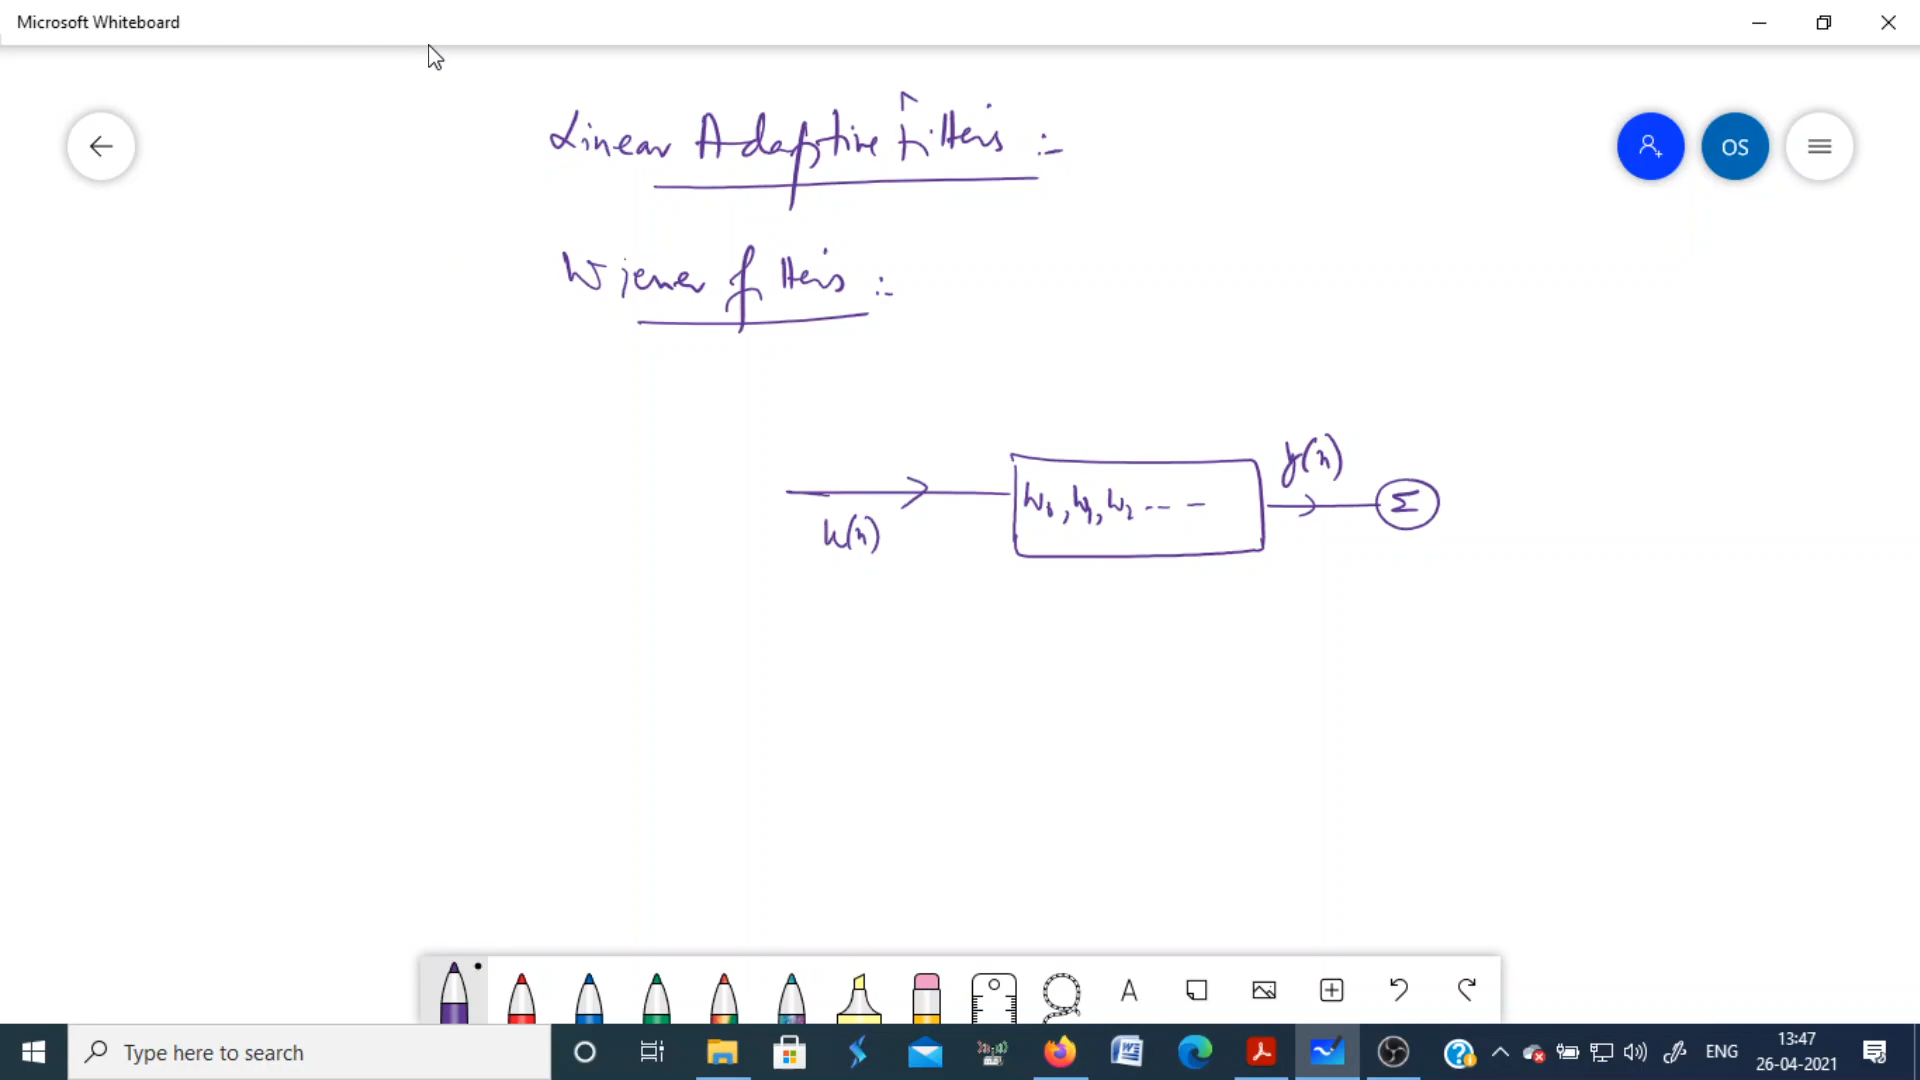 Microsoft Whiteboard
OS
Linear Adaptive Filters :-
Wiener filters :-
y(n)
w₀, w₁, w₂ ... -
Σ
u(n)
A
Type here to search
ENG
13:47
26-04-2021